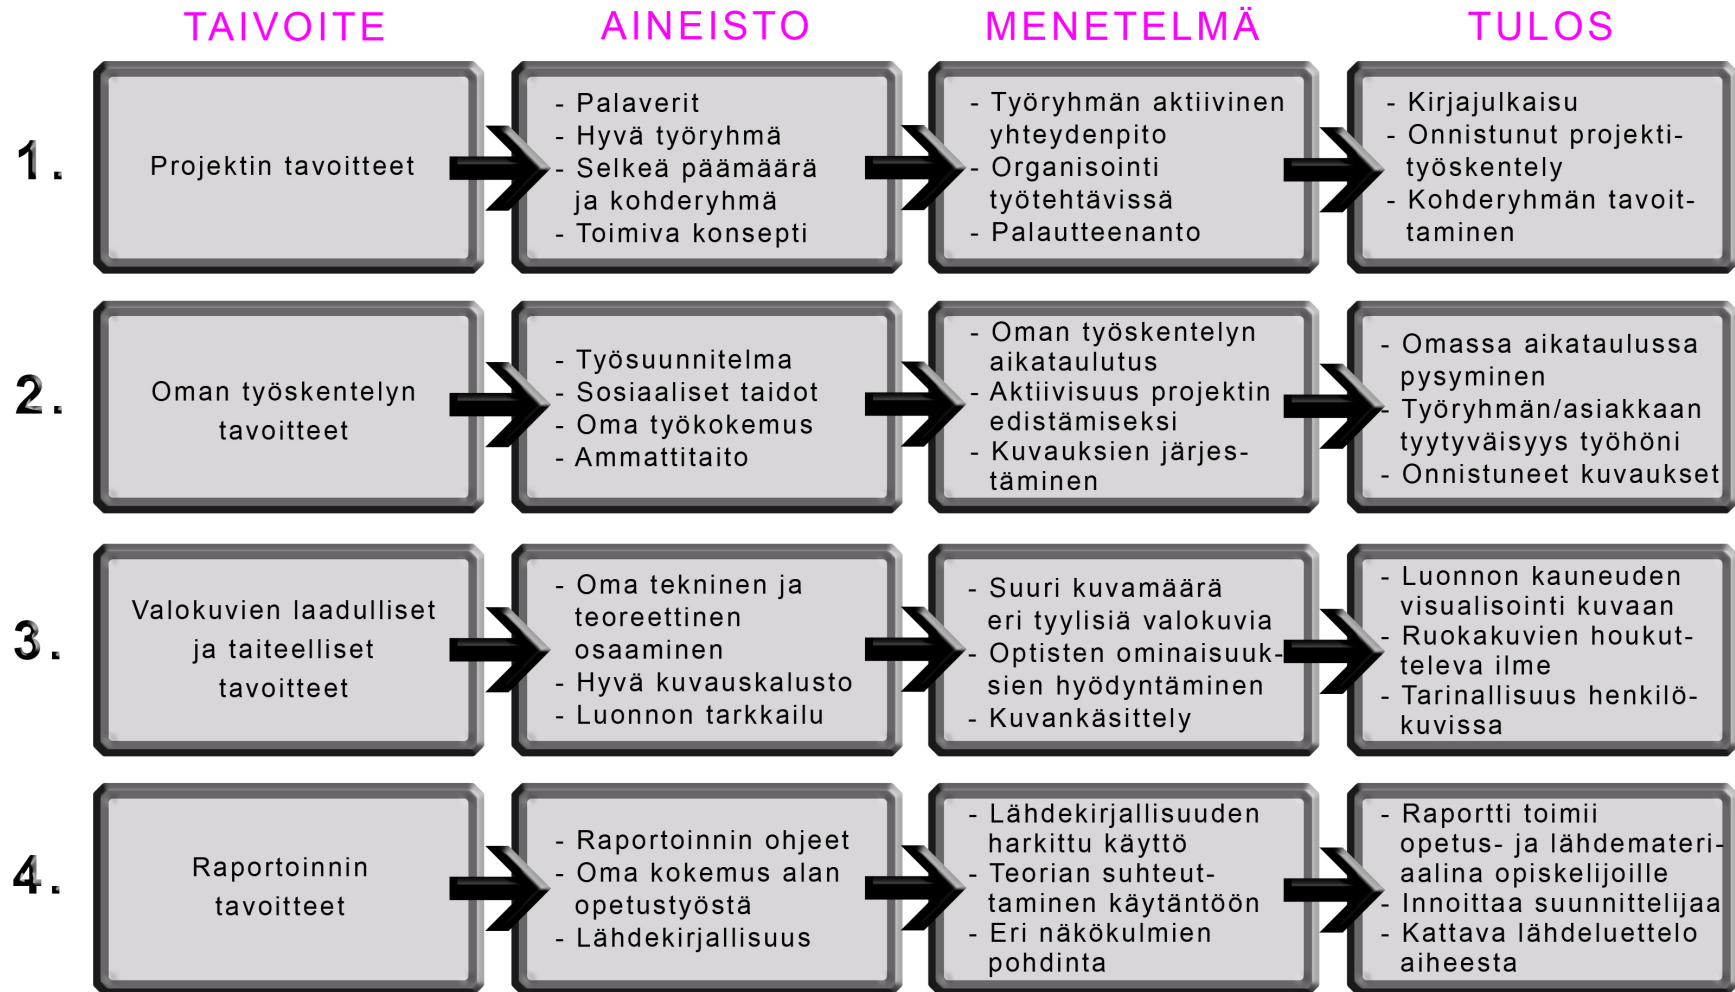 TAIVOITE
AINEISTO
MENETELMÄ
TULOS
1.
Projektin tavoitteet
- Palaverit
- Hyvä työryhmä
- Selkeä päämäärä
ja kohderyhmä
- Toimiva konsepti
- Työryhmän aktiivinen
yhteydenpito
- Organisointi
työtehtävissä
- Palautteenanto
- Kirjajulkaisu
- Onnistunut projekti-
työskentely
- Kohderyhmän tavoit-
taminen
2.
Oman työskentelyn
tavoitteet
- Työsuunnitelma
- Sosiaaliset taidot
- Oma työkokemus
- Ammattitaito
- Oman työskentelyn
aikataulutus
- Aktiivisuus projektin
edistämiseksi
- Kuvauksien järjes-
täminen
- Omassa aikataulussa
pysyminen
- Työryhmän/asiakkaan
tyytyväisyys työhöni
- Onnistuneet kuvaukset
3.
Valokuvien laadulliset
ja taiteelliset
tavoitteet
- Oma tekninen ja
teoreettinen
osaaminen
- Hyvä kuvauskalusto
- Luonnon tarkkailu
- Suuri kuvamäärä
eri tyylisiä valokuvia
- Optisten ominaisuuk-
sien hyödyntäminen
- Kuvankäsittely
- Luonnon kauneuden
visualisointi kuvaan
- Ruokakuvien houkut-
televa ilme
- Tarinallisuus henkilö-
kuvissa
4.
Raportoinnin
tavoitteet
- Raportoinnin ohjeet
- Oma kokemus alan
opetustyöstä
- Lähdekirjallisuus
- Lähdekirjallisuuden
harkittu käyttö
- Teorian suhteut-
taminen käytäntöön
- Eri näkökulmien
pohdinta
- Raportti toimii
opetus- ja lähdemateri-
aalina opiskelijoille
- Innoittaa suunnittelijaa
- Kattava lähdeluettelo
aiheesta